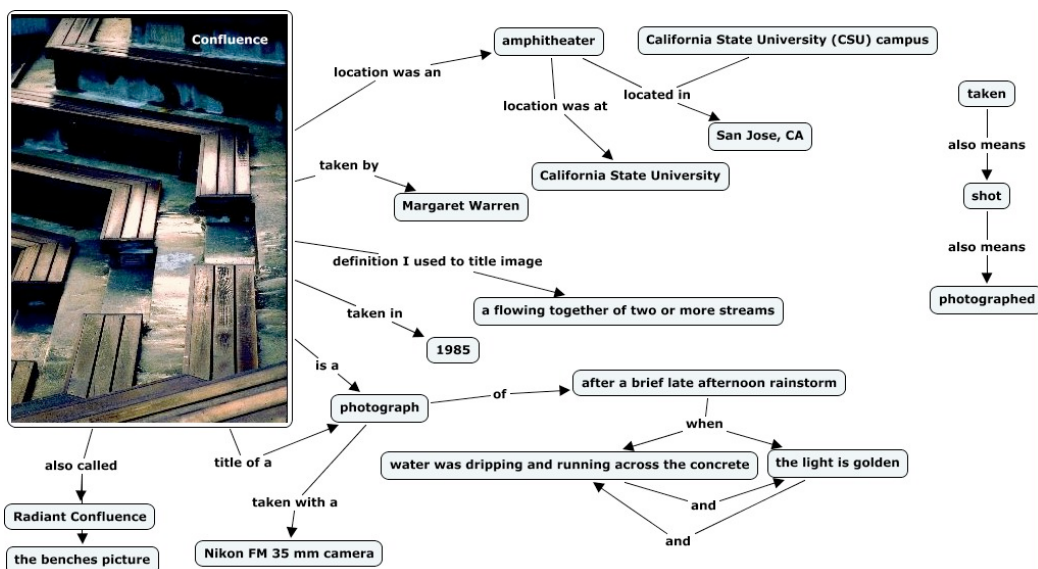 Confluence
amphitheater
California State University (CSU) campus
location was an
located in
taken
location was at
San Jose, CA
also means
taken by
California State University
shot
Margaret Warren
also means
definition I used to title image
photographed
a flowing together of two or more streams
taken in
1985
is a
after a brief late afternoon rainstorm
of
photograph
when
also called
title of a
water was dripping and running across the concrete
the light is golden
taken with a
and
Radiant Confluence
and
the benches picture
Nikon FM 35 mm camera